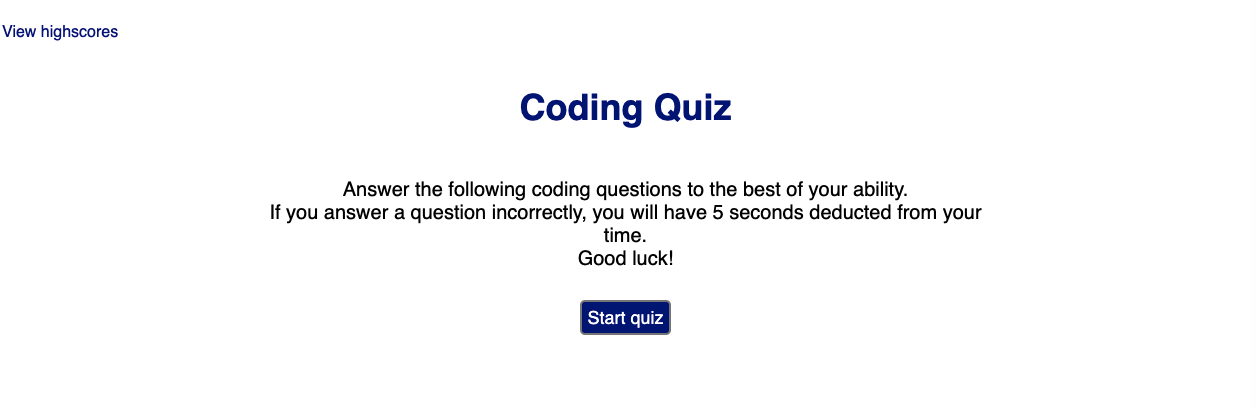 View highscores
Coding Quiz
Answer the following coding questions to the best of your ability.
If you answer a question incorrectly, you will have 5 seconds deducted from your
time.
Good luck!
Start quiz